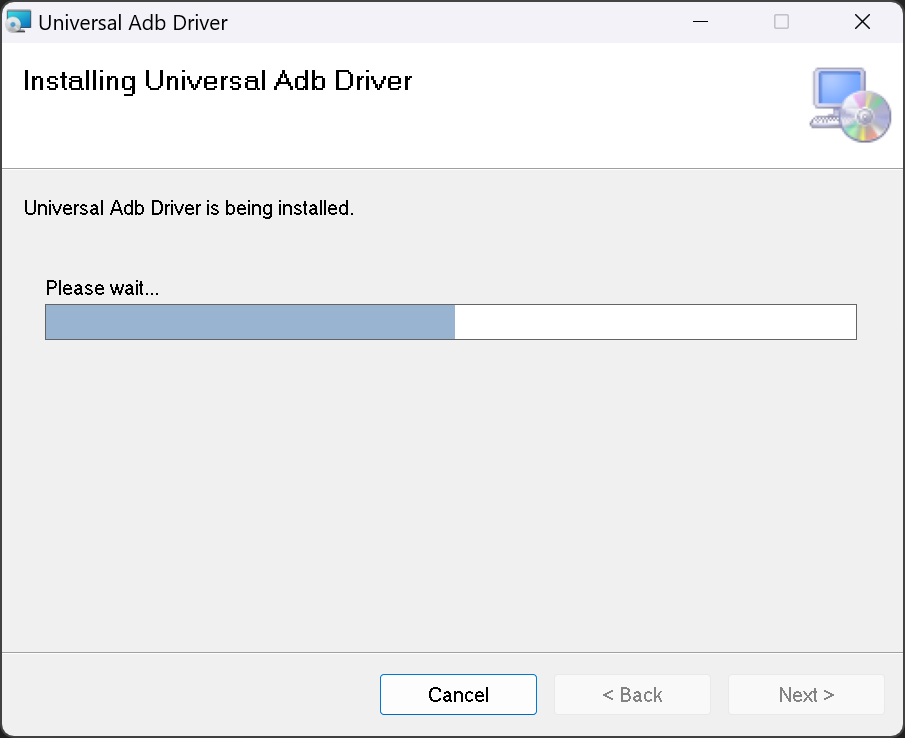 Universal Adb Driver
Installing Universal Adb Driver
Universal Adb Driver is being installed.
Please wait...
Cancel
< Back
Next >